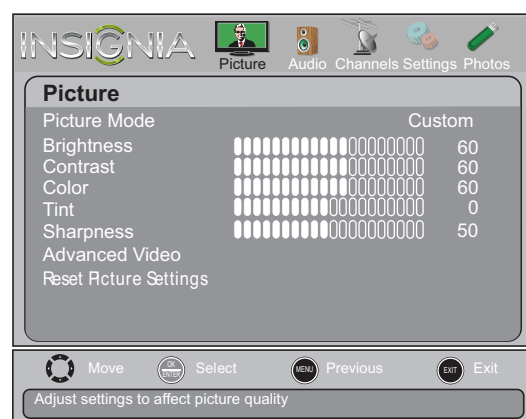 INSIGNIA
Picture Audio Channels Settings Photos
Picture
Picture Mode Custom
Brightness 60
Contrast 60
Color 60
Tint 0
Sharpness 50
Advanced Video
Reset Picture Settings
Move OK ENTER Select MENU Previous EXIT Exit
Adjust settings to affect picture quality